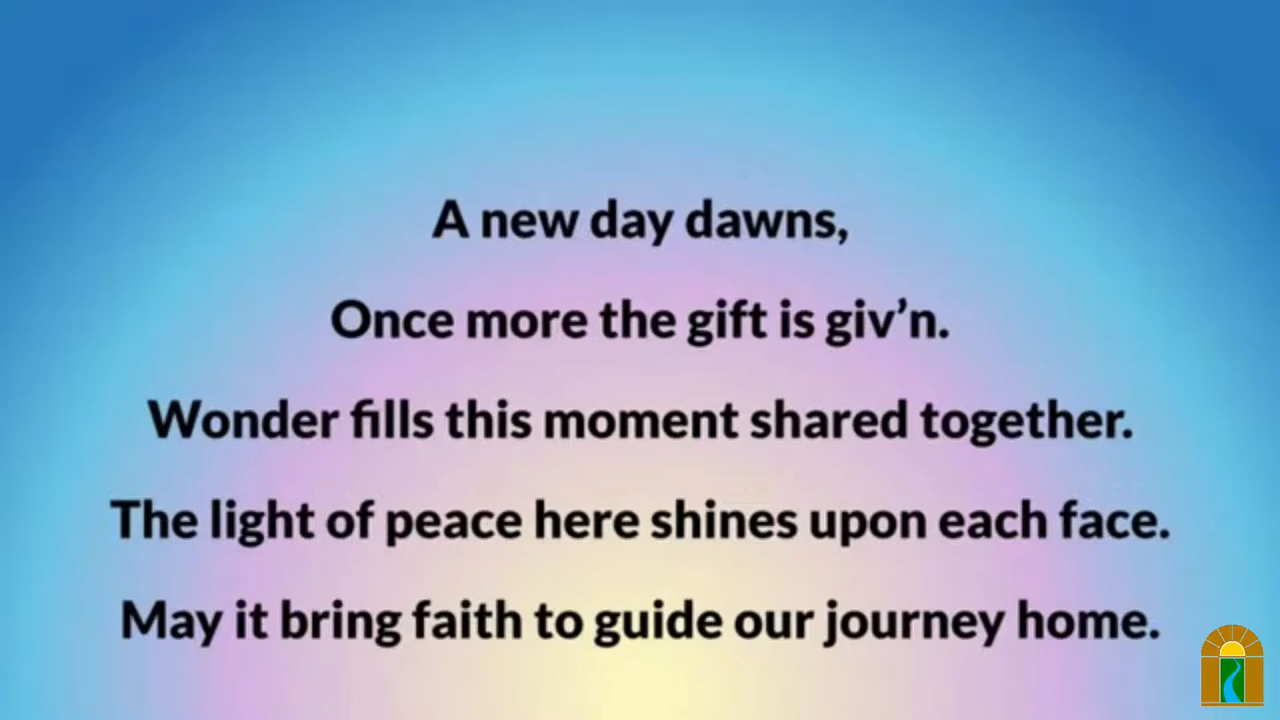 A new day dawns,
Once more the gift is giv’n.
Wonder fills this moment shared together.
The light of peace here shines upon each face.
May it bring faith to guide our journey home.